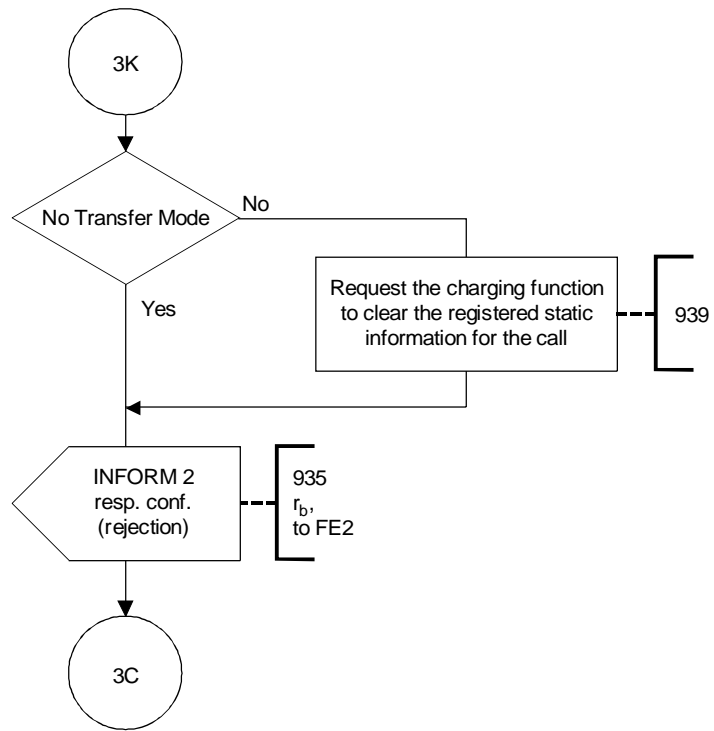 3K
No Transfer Mode
No
Yes
Request the charging function
to clear the registered static
information for the call
939
INFORM 2
resp. conf.
(rejection)
935
r_b,
to FE2
3C